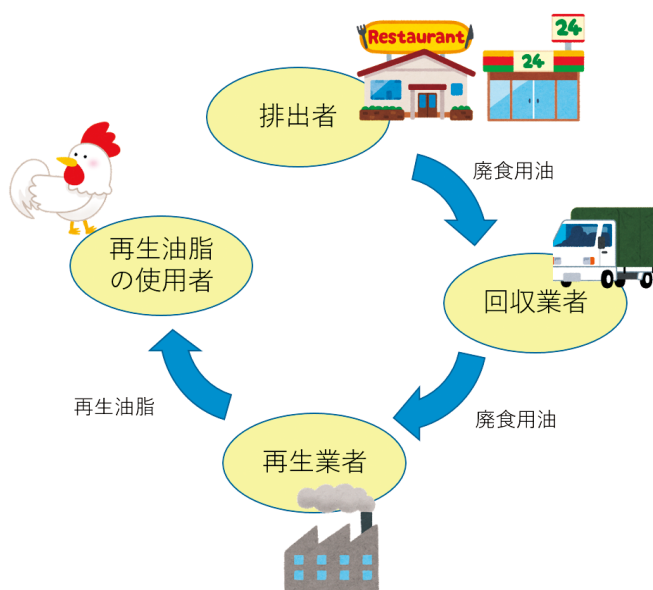 Restaurant
24
24
排出者
廃食用油
再生油脂
の使用者
回収業者
再生油脂
廃食用油
再生業者